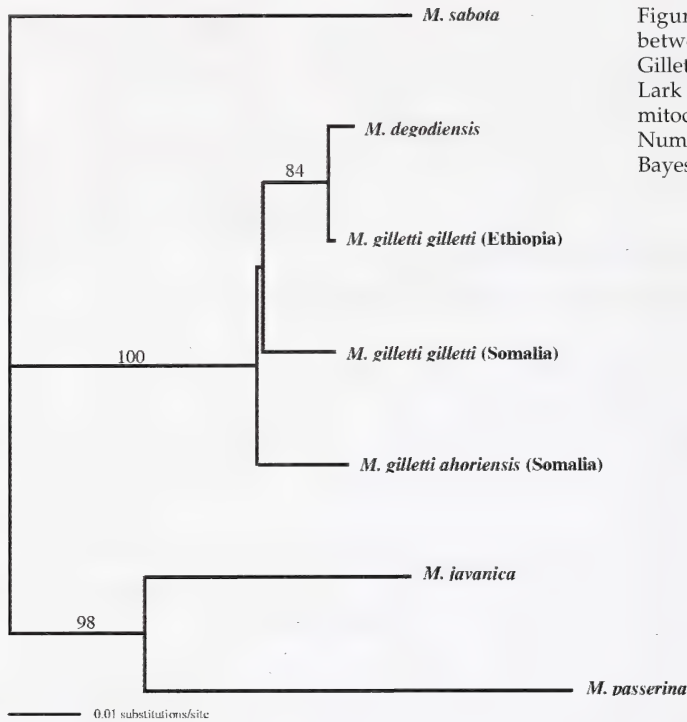 M. sabota
M. degodiensis
84
M. gilletti gilletti (Ethiopia)
M. gilletti gilletti (Somalia)
100
M. gilletti ahoriensis (Somalia)
M. javanica
98
M. passerina
0.01 substitutions/site
Figur
betwe
Gillet
Lark
mitoc
Num
Bayes